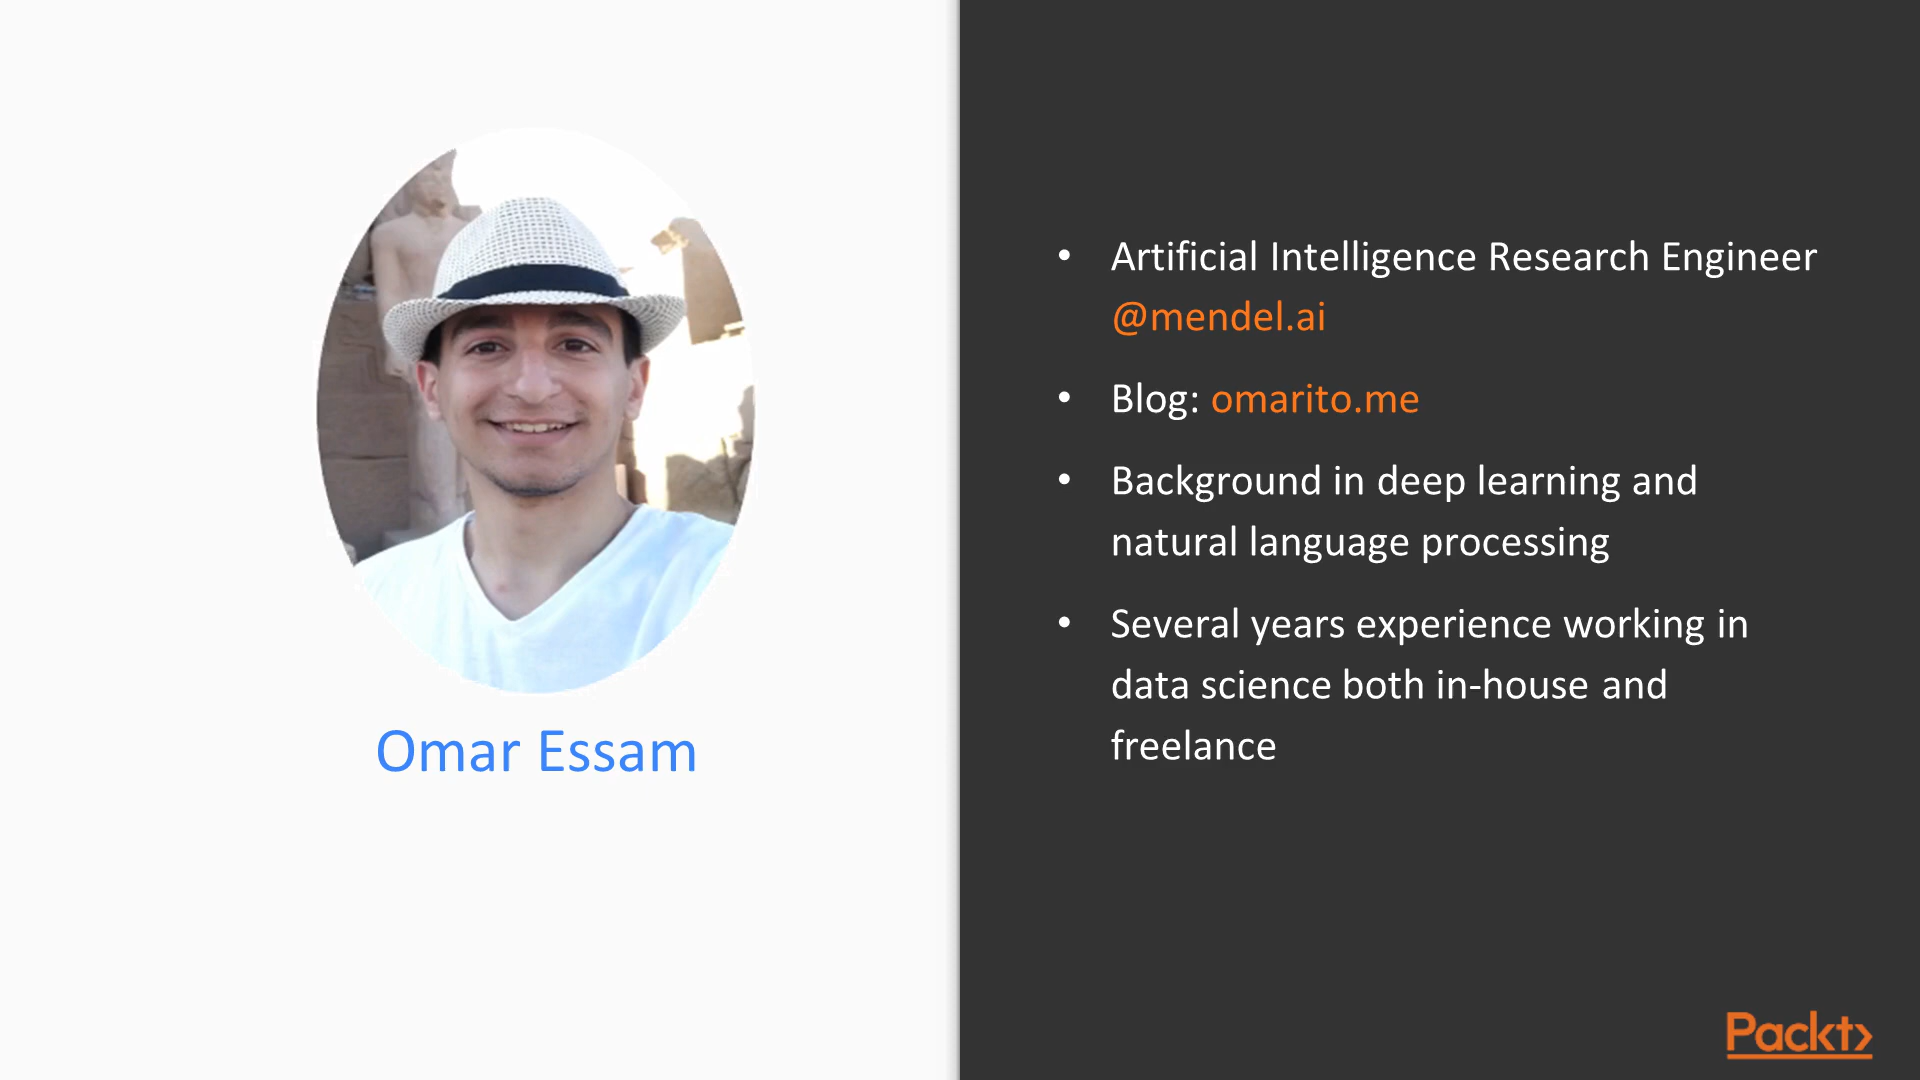 Omar Essam
• Artificial Intelligence Research Engineer
@mendel.ai
• Blog: omarito.me
• Background in deep learning and
natural language processing
• Several years experience working in
data science both in-house and
freelance
Packt>